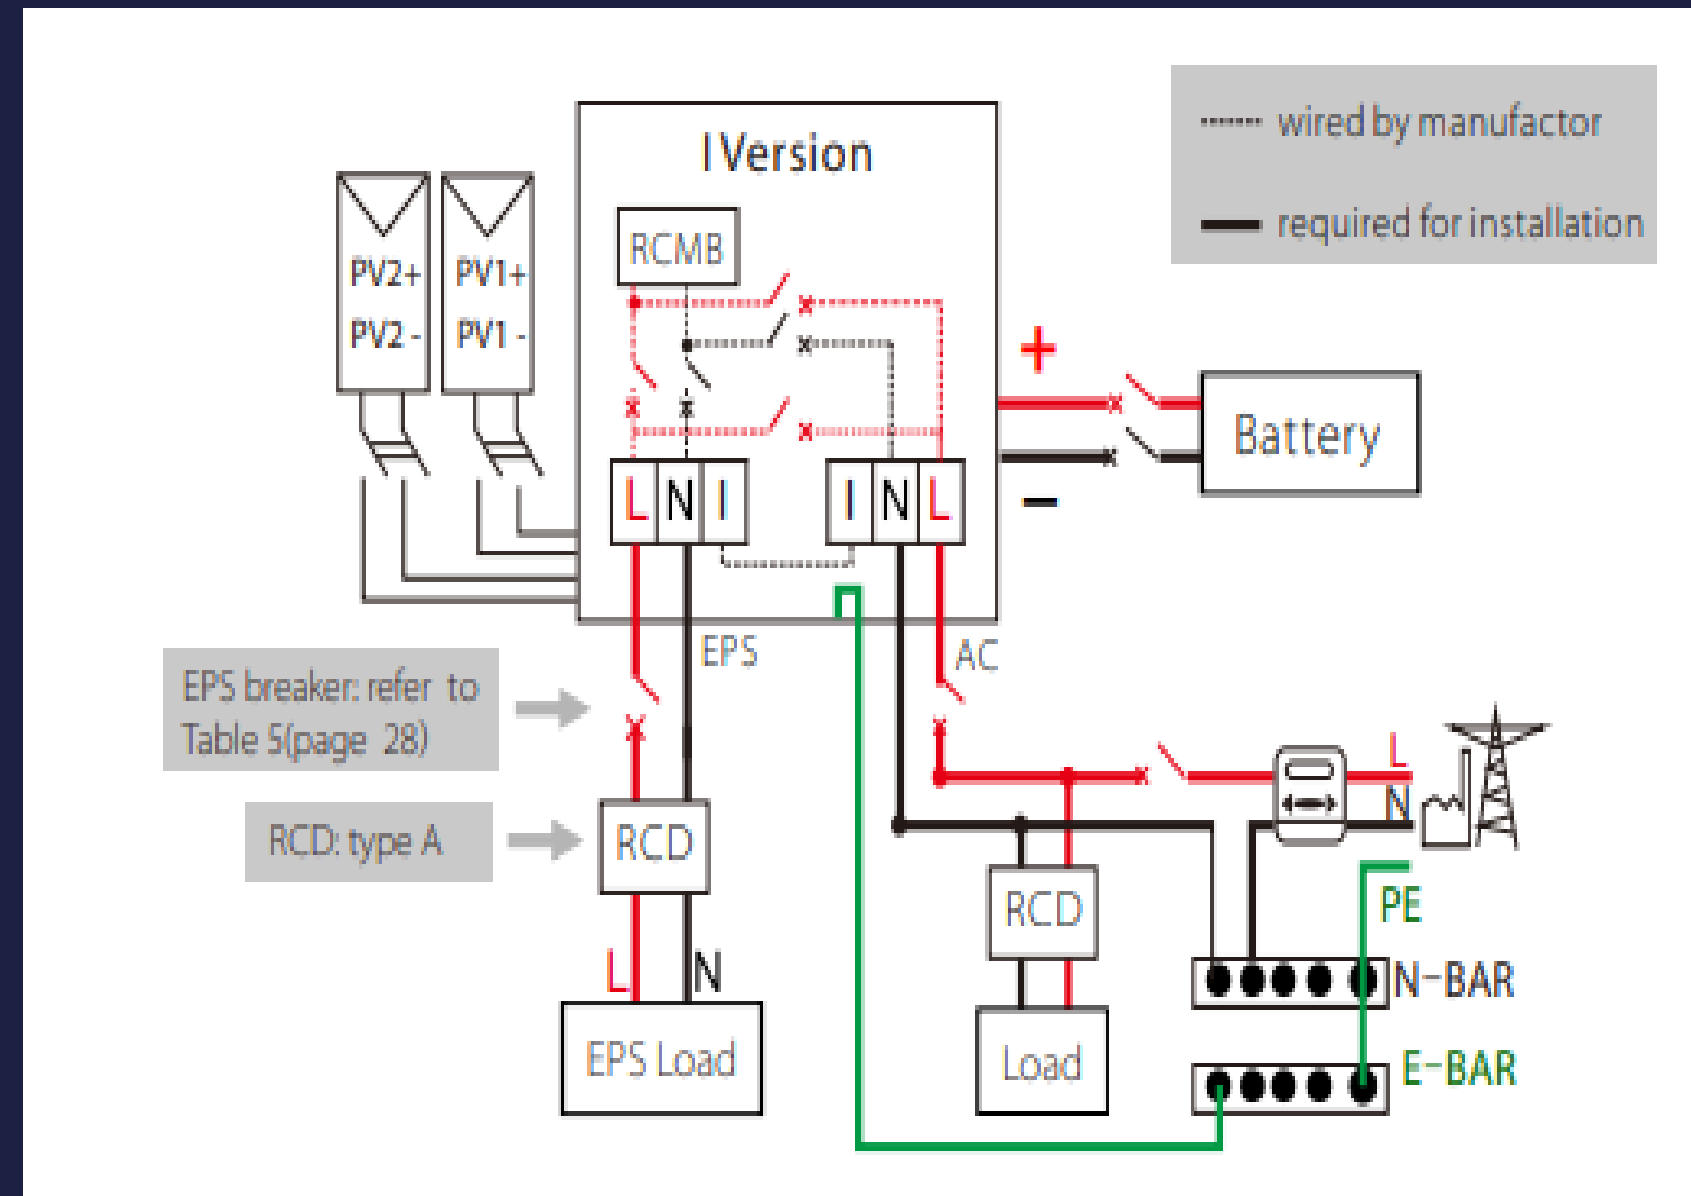 I Version
wired by manufactor
required for installation
RCMB
PV2+
PV2 -
PV1+
PV1 -
+
Battery
−
L N I
I N L
EPS
AC
EPS breaker: refer to
Table 5(page 28)
RCD: type A
RCD
L
N
EPS Load
L
N
RCD
PE
N-BAR
Load
E-BAR